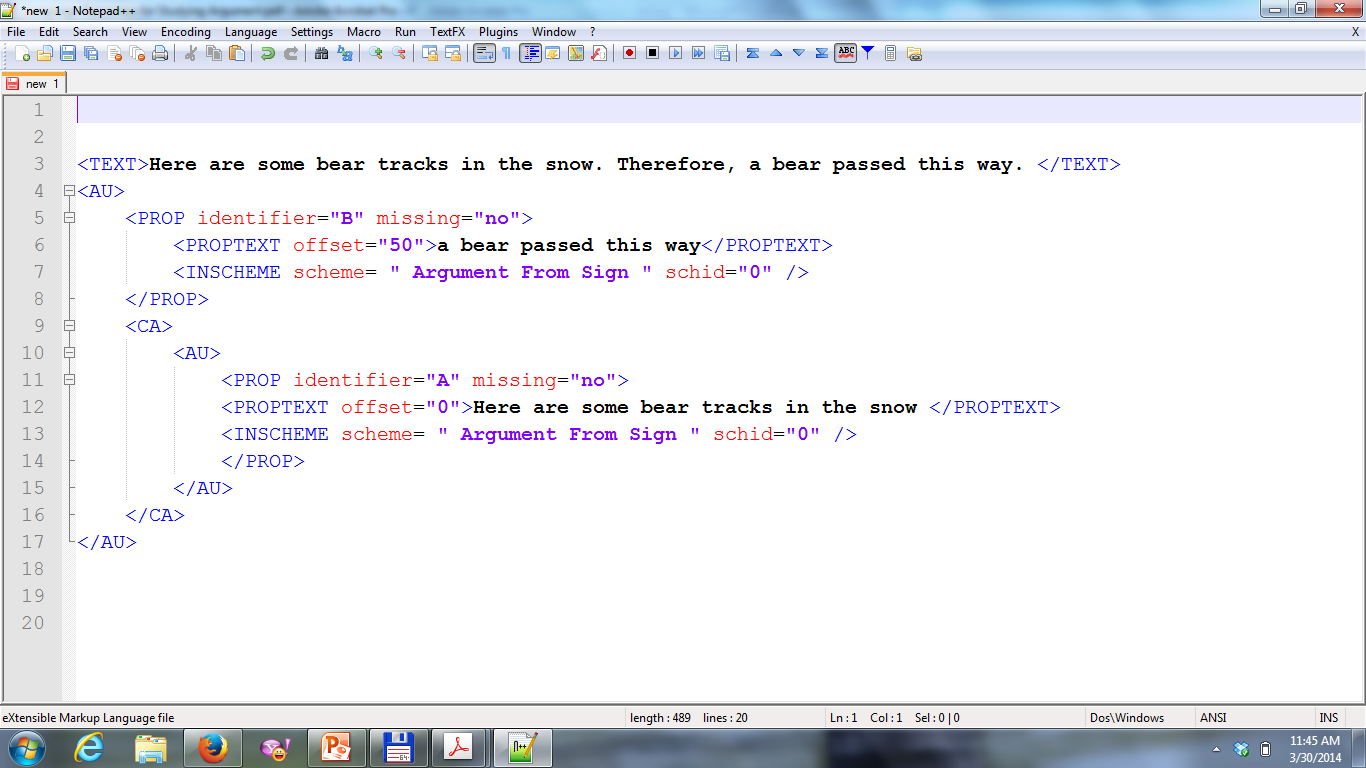 *new  1 - Notepad++
File Edit Search View Encoding Language Settings Macro Run TextFX Plugins Window ? X
ABC
new  1
1
2
3 <TEXT>Here are some bear tracks in the snow. Therefore, a bear passed this way. </TEXT>
4 <AU>
5     <PROP identifier="B" missing="no">
6         <PROPTEXT offset="50">a bear passed this way</PROPTEXT>
7         <INSCHEME scheme= " Argument From Sign " schid="0" />
8     </PROP>
9     <CA>
10         <AU>
11             <PROP identifier="A" missing="no">
12             <PROPTEXT offset="0">Here are some bear tracks in the snow </PROPTEXT>
13             <INSCHEME scheme= " Argument From Sign " schid="0" />
14             </PROP>
15         </AU>
16     </CA>
17 </AU>
18
19
20
eXtensible Markup Language file length : 489 lines : 20 Ln : 1 Col : 1 Sel : 0 | 0 Dos\Windows ANSI INS
11:45 AM
3/30/2014